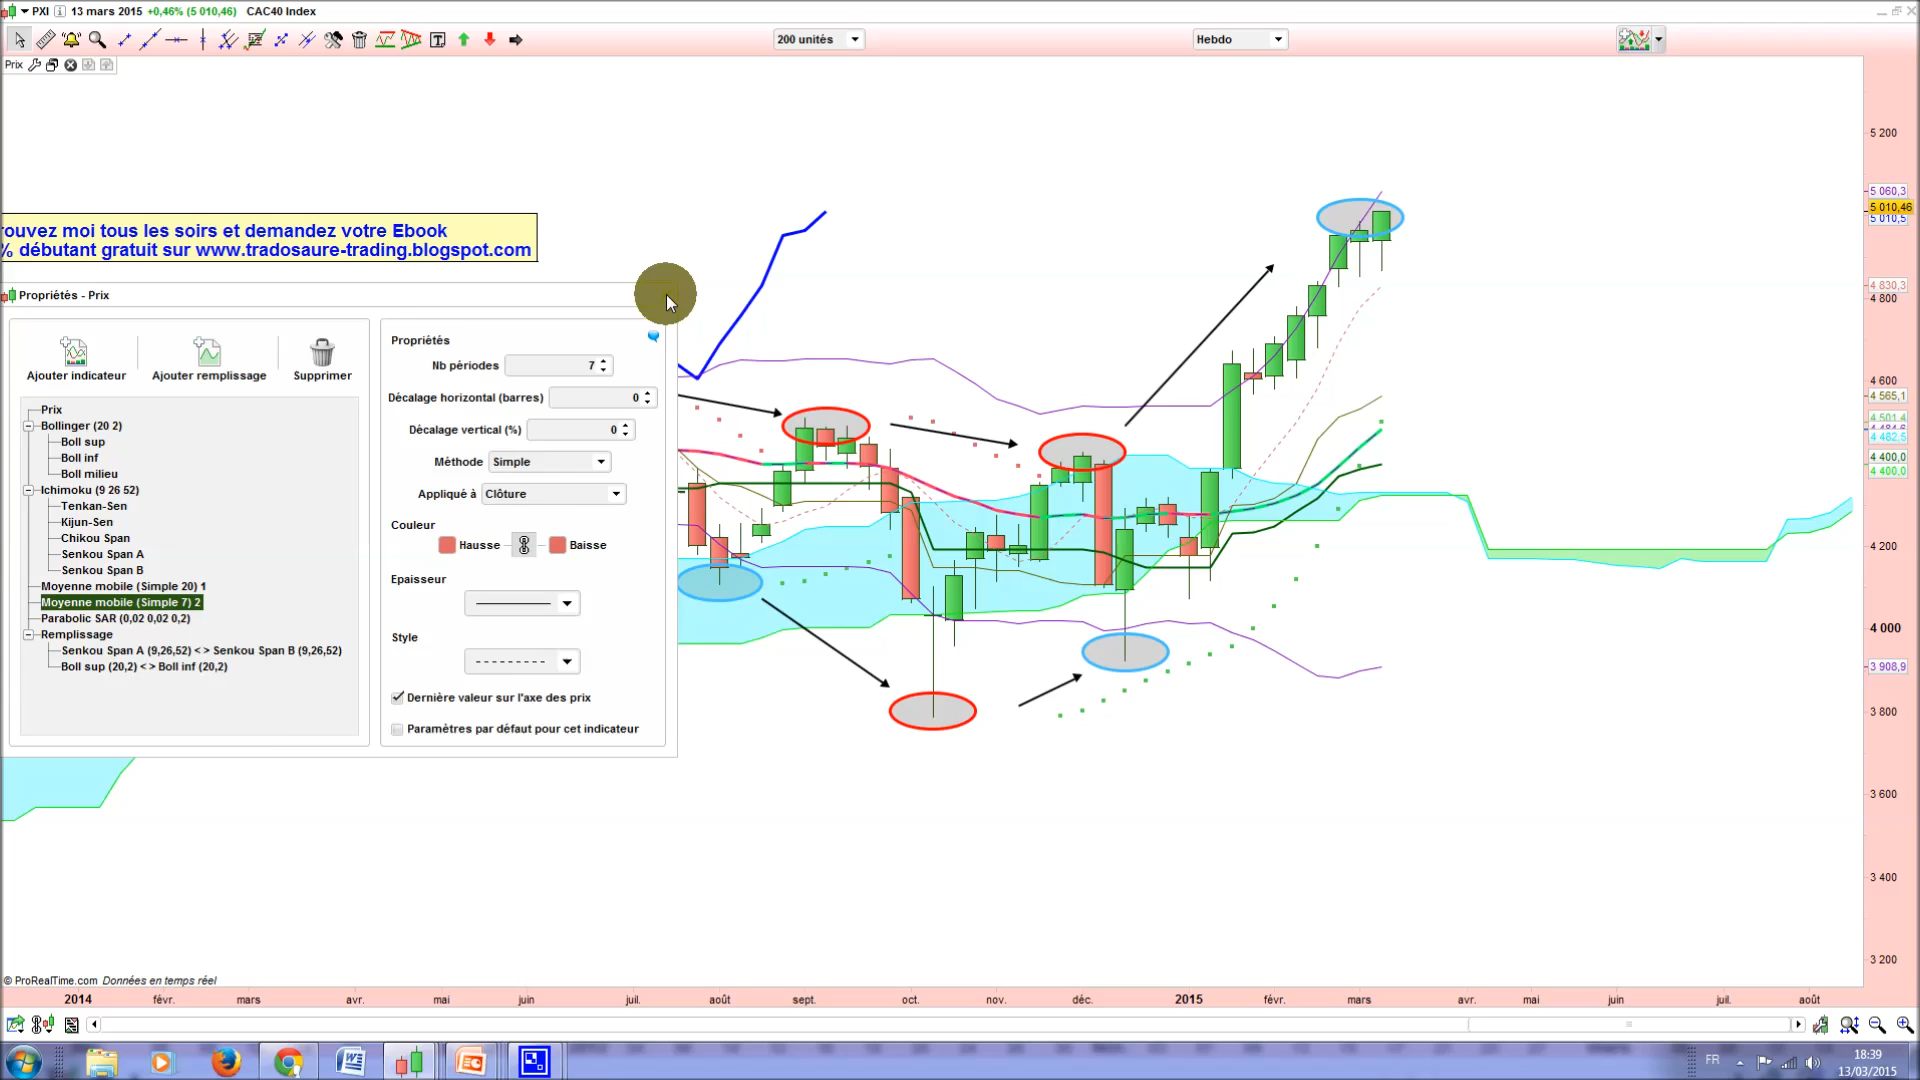 PXI 13 mars 2015 +0,46% (5 010,46) CAC40 Index
200 unités
Hebdo
Prix
rouvez moi tous les soirs et demandez votre Ebook
% débutant gratuit sur www.tradosaure-trading.blogspot.com
Propriétés - Prix
Ajouter indicateur
Ajouter remplissage
Supprimer
Prix
Bollinger (20 2)
Boll sup
Boll inf
Boll milieu
Ichimoku (9 26 52)
Tenkan-Sen
Kijun-Sen
Chikou Span
Senkou Span A
Senkou Span B
Moyenne mobile (Simple 20) 1
Moyenne mobile (Simple 7) 2
Parabolic SAR (0,02 0,02 0,2)
Remplissage
Senkou Span A (9,26,52) < > Senkou Span B (9,26,52)
Boll sup (20,2) < > Boll inf (20,2)
Propriétés
Nb périodes 7
Décalage horizontal (barres) 0
Décalage vertical (%) 0
Méthode Simple
Appliqué à Clôture
Couleur
Hausse Baisse
Epaisseur
Style
Dernière valeur sur l'axe des prix
Paramètres par défaut pour cet indicateur
5 200
5 060,3
5 010,46
5 010,5
4 830,3
4 800
4 600
4 565,1
4 501,4
4 462,5
4 400,0
4 400,0
4 200
4 000
3 908,9
3 800
3 600
3 400
3 200
© ProRealTime.com Données en temps réel
2014 févr. mars avr. mai juin juil. août sept. oct. nov. déc. 2015 févr. mars avr. mai juin juil. août
FR
18:39
13/03/2015